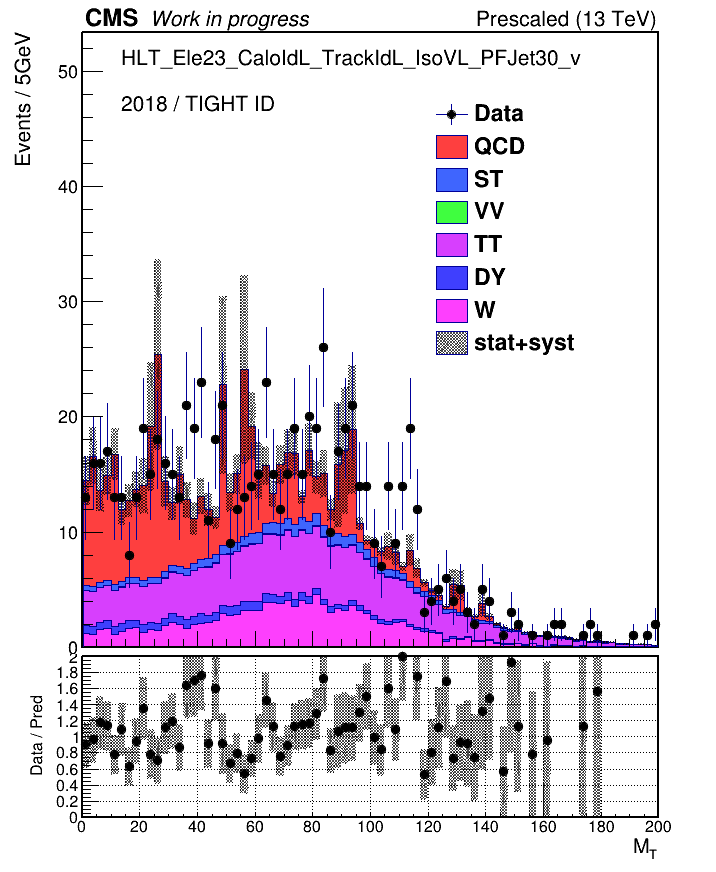 CMS Work in progress Prescaled (13 TeV)
Events / 5GeV
HLT_Ele23_CaloIdL_TrackIdL_IsoVL_PFJet30_v
2018 / TIGHT ID
Data
QCD
ST
VV
TT
DY
W
stat+syst
50
40
30
20
10
0
Data / Pred
2
1.8
1.6
1.4
1.2
1
0.8
0.6
0.4
0.2
0
0 20 40 60 80 100 120 140 160 180 200
M_T